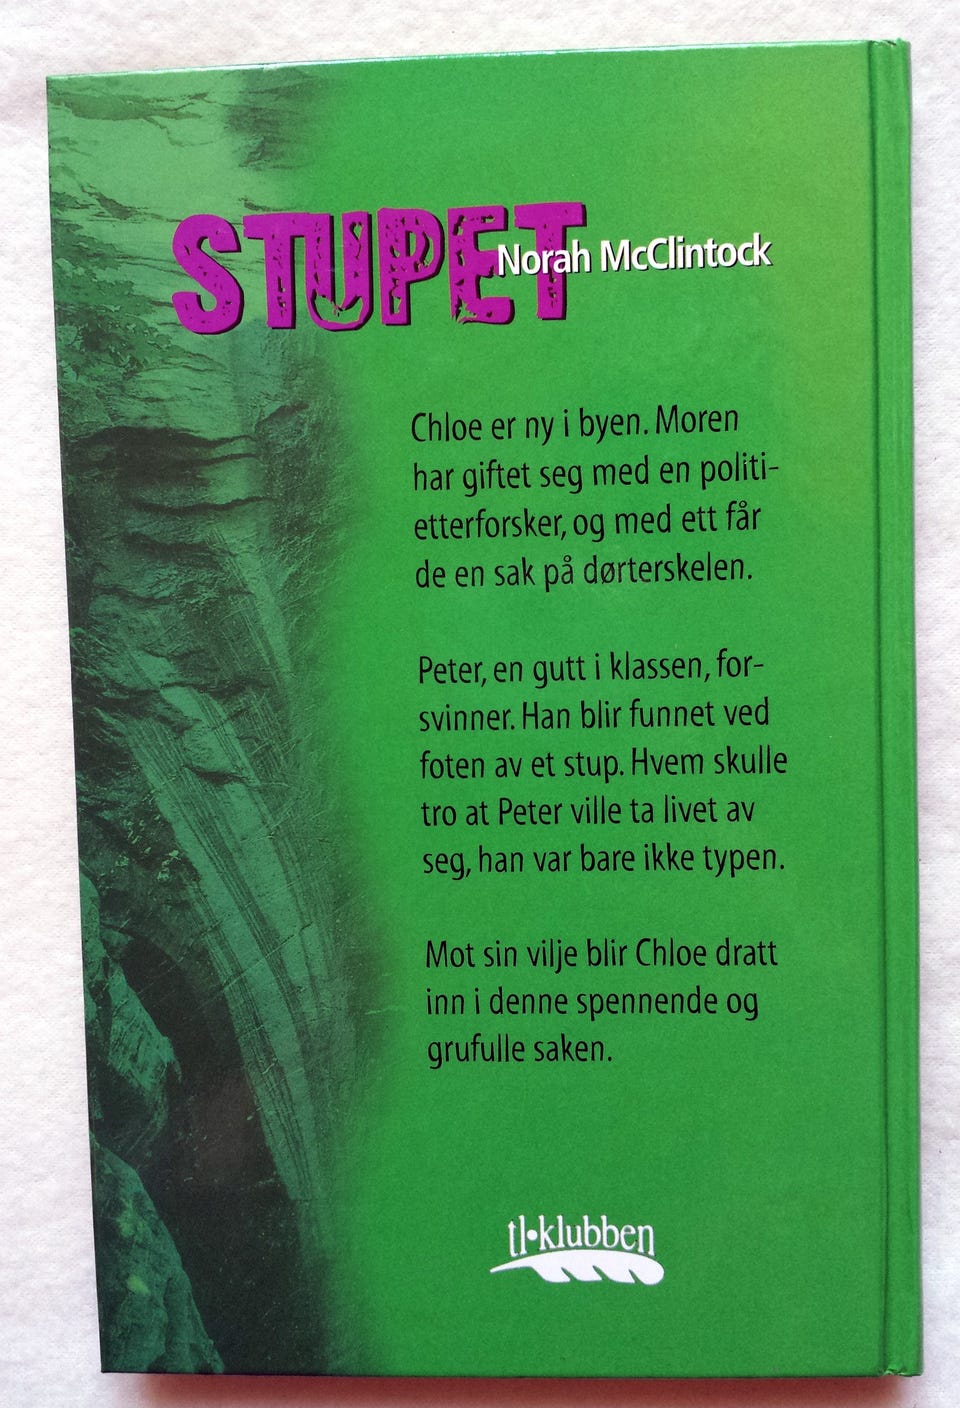 STUPET
Norah McClintock
Chloe er ny i byen. Moren
har giftet seg med en politi-
etterforsker, og med ett får
de en sak på dørterskelen.
Peter, en gutt i klassen, for-
svinner. Han blir funnet ved
foten av et stup. Hvem skulle
tro at Peter ville ta livet av
seg, han var bare ikke typen.
Mot sin vilje blir Chloe dratt
inn i denne spennende og
grufulle saken.
tl•klubben